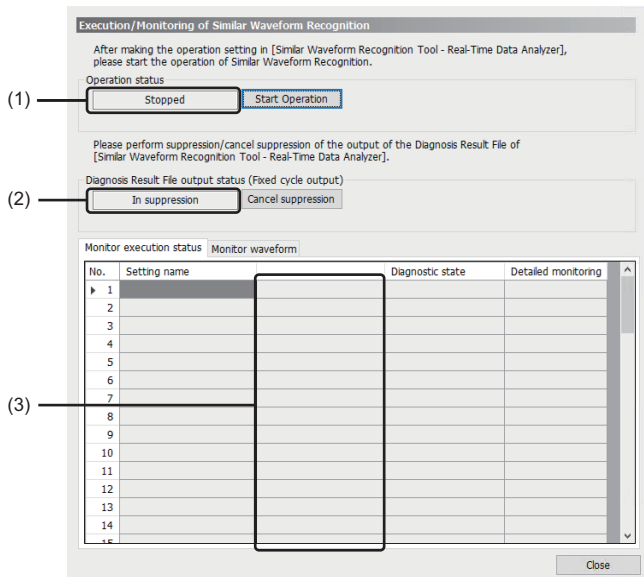 Execution/Monitoring of Similar Waveform Recognition
After making the operation setting in [Similar Waveform Recognition Tool - Real-Time Data Analyzer],
please start the operation of Similar Waveform Recognition.
Operation status
(1)
Stopped
Start Operation
Please perform suppression/cancel suppression of the output of the Diagnosis Result File of
[Similar Waveform Recognition Tool - Real-Time Data Analyzer].
Diagnosis Result File output status (Fixed cycle output)
(2)
In suppression
Cancel suppression
Monitor execution status Monitor waveform
No. Setting name Diagnostic state Detailed monitoring
1
2
3
4
5
6
7
(3)
8
9
10
11
12
13
14
15
Close